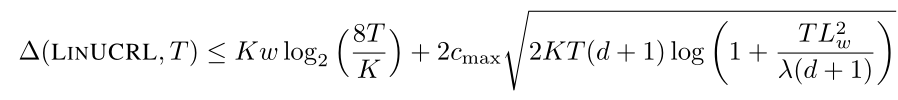 Δ(LINUCRL, T) ≤ Kw log₂ (8T/K) + 2c_max √(2KT(d + 1) log (1 + TL_w²/(λ(d + 1))))